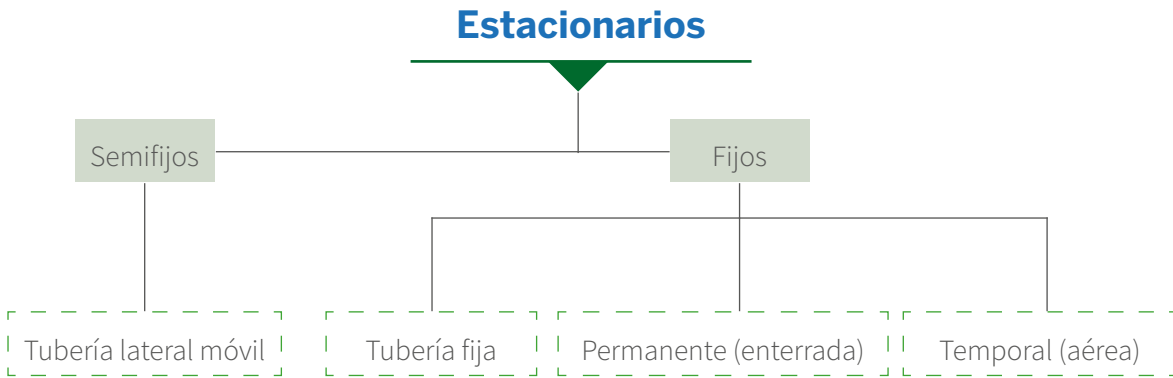 Estacionarios
Semifijos
Fijos
Tubería lateral móvil
Tubería fija
Permanente (enterrada)
Temporal (aérea)